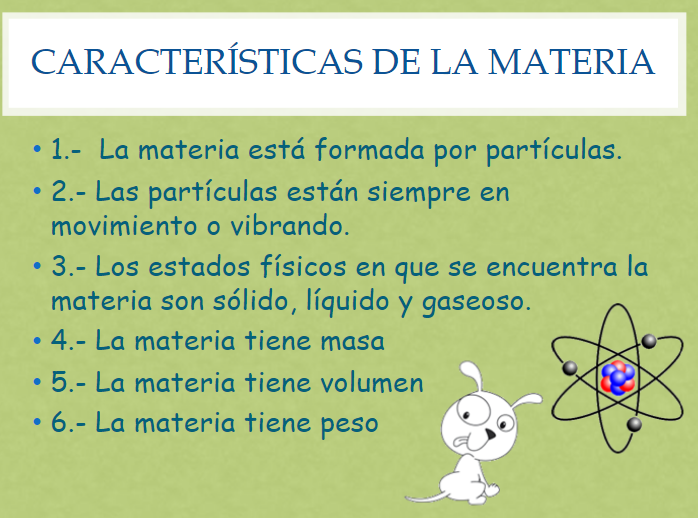 CARACTERÍSTICAS DE LA MATERIA
• 1.- La materia está formada por partículas.
• 2.- Las partículas están siempre en
movimiento o vibrando.
• 3.- Los estados físicos en que se encuentra la
materia son sólido, líquido y gaseoso.
• 4.- La materia tiene masa
• 5.- La materia tiene volumen
• 6.- La materia tiene peso